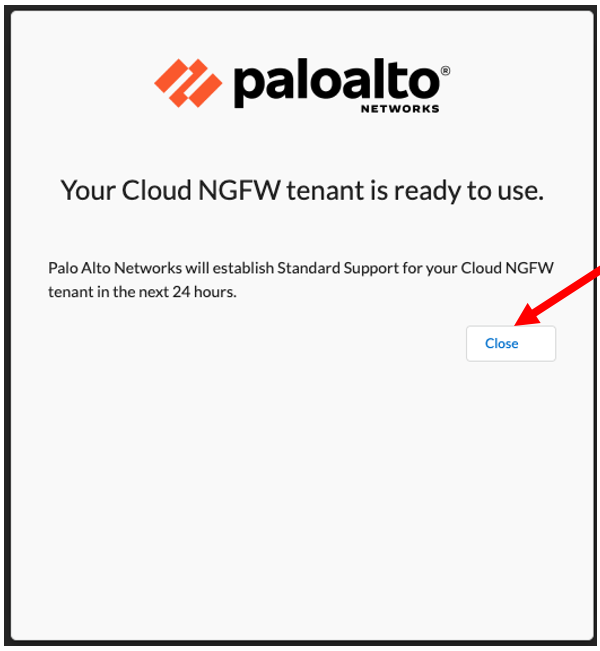 paloalto®
NETWORKS
Your Cloud NGFW tenant is ready to use.
Palo Alto Networks will establish Standard Support for your Cloud NGFW
tenant in the next 24 hours.
Close